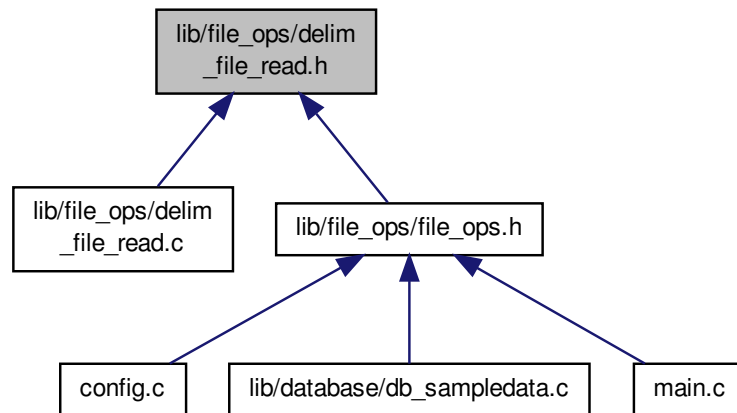 lib/file_ops/delim
_file_read.h
lib/file_ops/delim
_file_read.c
lib/file_ops/file_ops.h
config.c
lib/database/db_sampledata.c
main.c